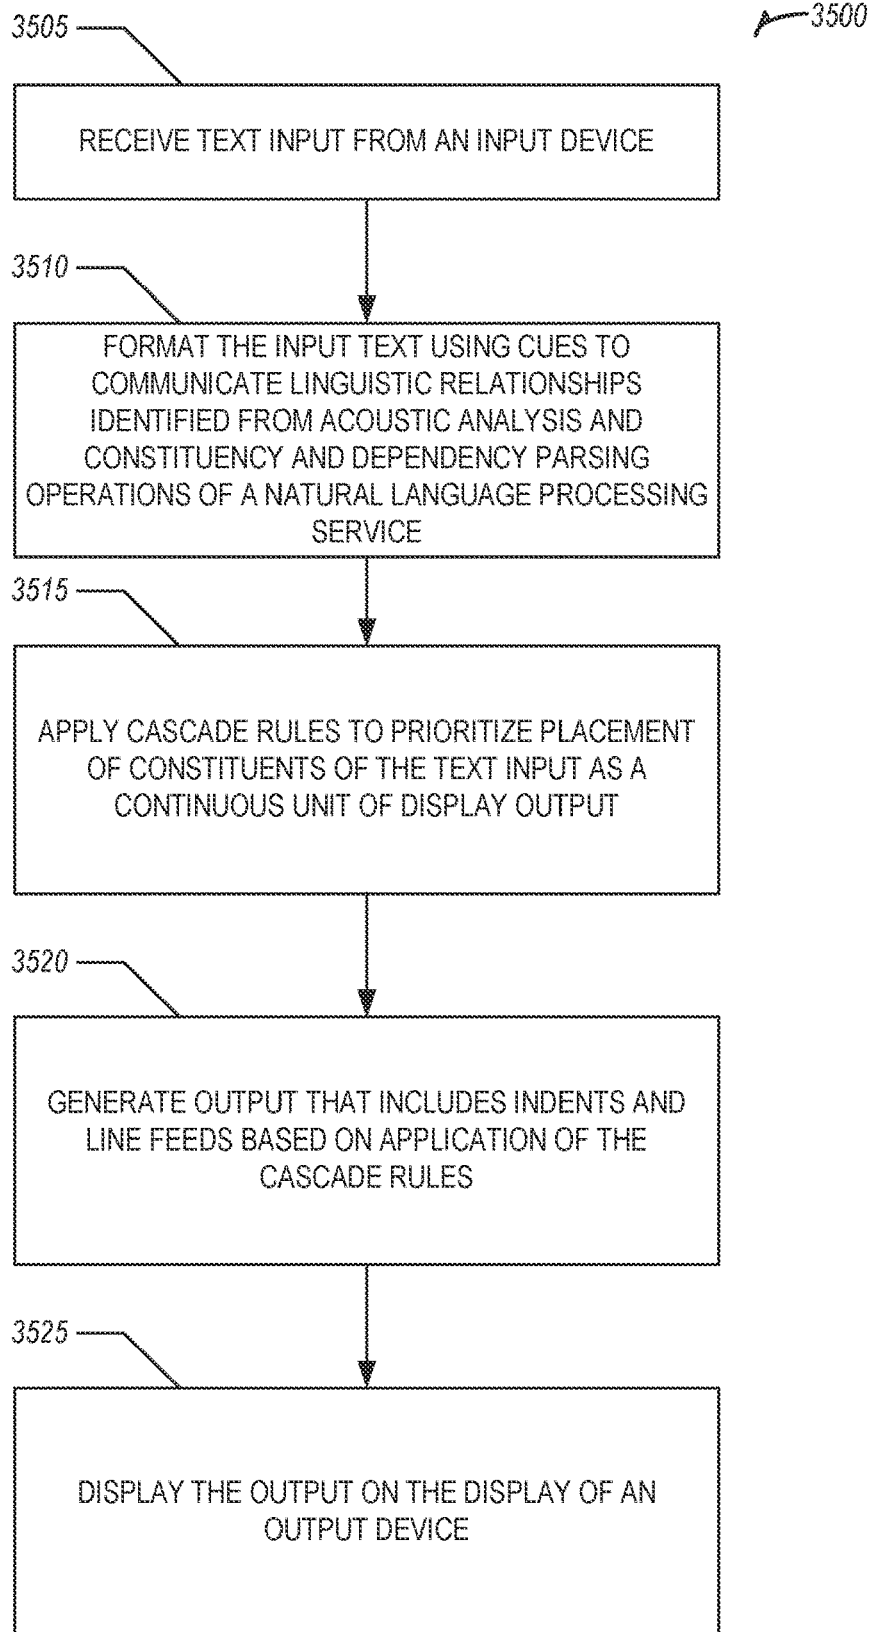 3500
3505
RECEIVE TEXT INPUT FROM AN INPUT DEVICE
3510
FORMAT THE INPUT TEXT USING CUES TO
COMMUNICATE LINGUISTIC RELATIONSHIPS
IDENTIFIED FROM ACOUSTIC ANALYSIS AND
CONSTITUENCY AND DEPENDENCY PARSING
OPERATIONS OF A NATURAL LANGUAGE PROCESSING
SERVICE
3515
APPLY CASCADE RULES TO PRIORITIZE PLACEMENT
OF CONSTITUENTS OF THE TEXT INPUT AS A
CONTINUOUS UNIT OF DISPLAY OUTPUT
3520
GENERATE OUTPUT THAT INCLUDES INDENTS AND
LINE FEEDS BASED ON APPLICATION OF THE
CASCADE RULES
3525
DISPLAY THE OUTPUT ON THE DISPLAY OF AN
OUTPUT DEVICE